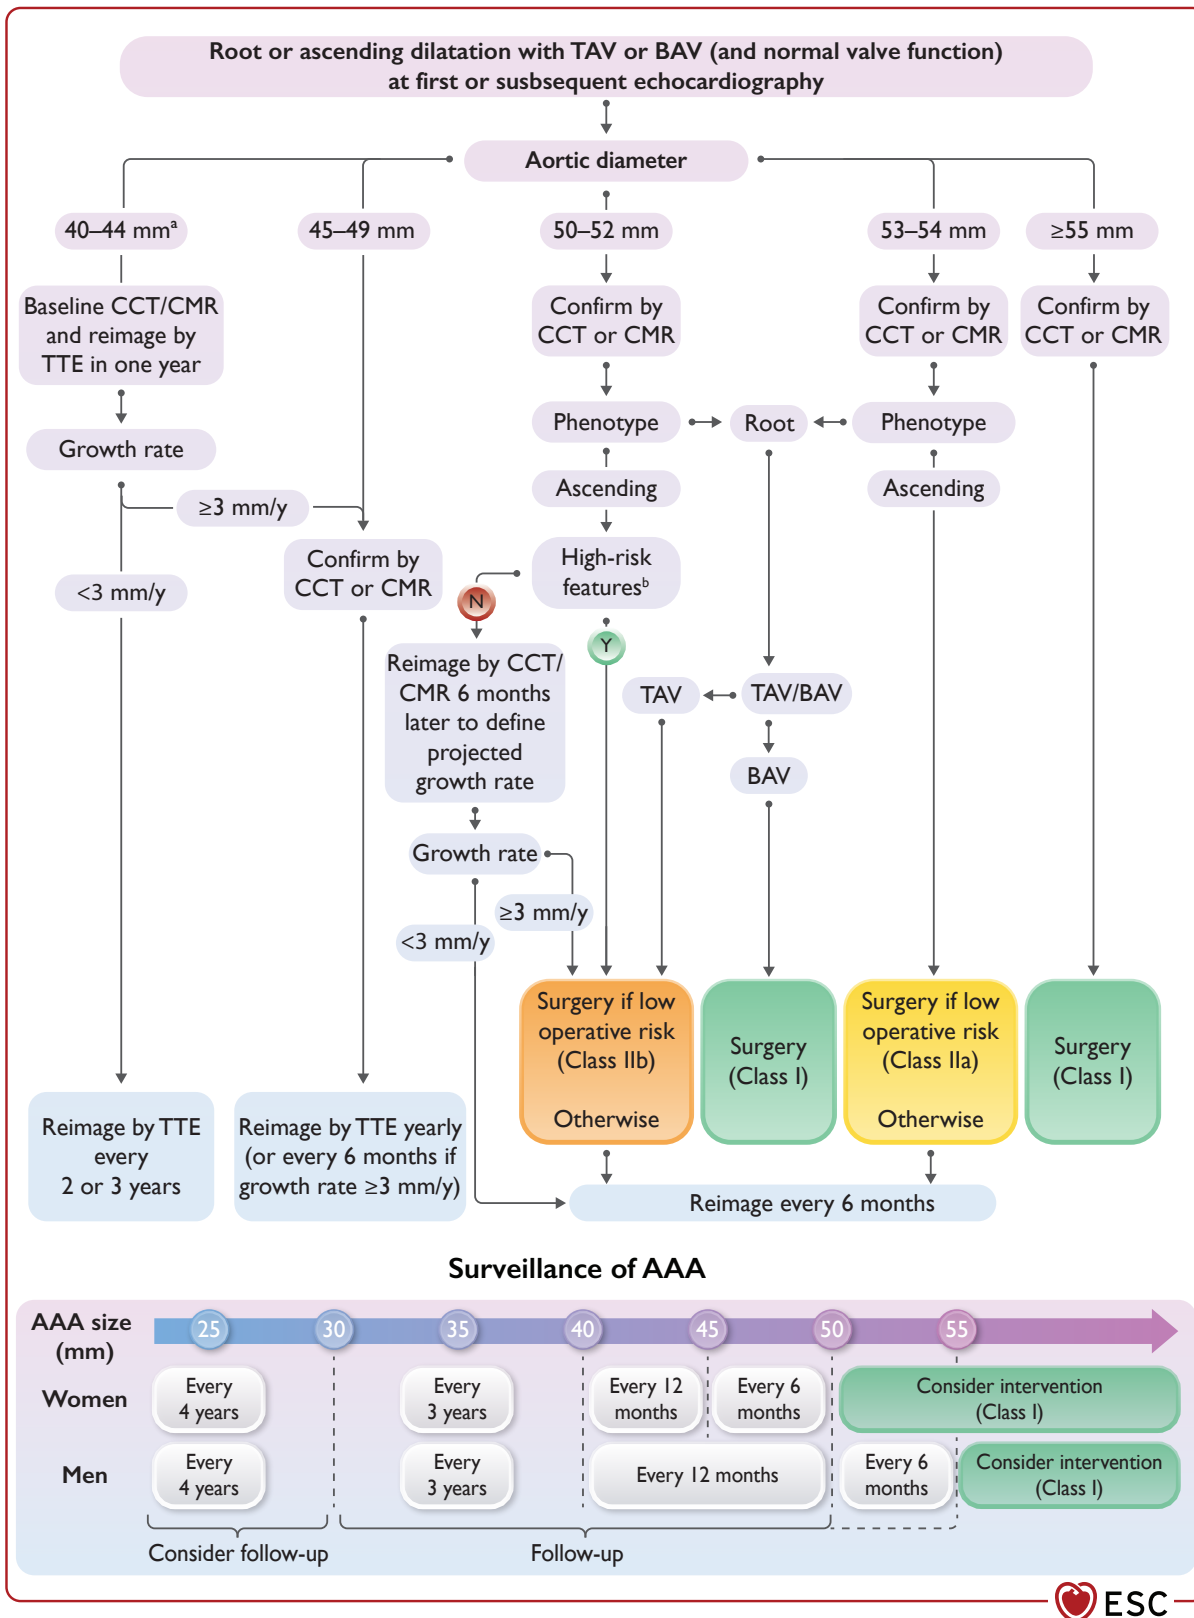 Root or ascending dilatation with TAV or BAV (and normal valve function)
at first or susbsequent echocardiography
Aortic diameter
40–44 mmᵃ
45–49 mm
50–52 mm
53–54 mm
≥55 mm
Baseline CCT/CMR
and reimage by
TTE in one year
Confirm by
CCT or CMR
Confirm by
CCT or CMR
Confirm by
CCT or CMR
Growth rate
Phenotype
Root
Phenotype
≥3 mm/y
Ascending
Ascending
<3 mm/y
Confirm by
CCT or CMR
High-risk
featuresᵇ
N
Y
Reimage by CCT/
CMR 6 months
later to define
projected
growth rate
TAV
TAV/BAV
BAV
Growth rate
≥3 mm/y
<3 mm/y
Surgery if low
operative risk
(Class IIb)
Otherwise
Surgery
(Class I)
Surgery if low
operative risk
(Class IIa)
Otherwise
Surgery
(Class I)
Reimage by TTE
every
2 or 3 years
Reimage by TTE yearly
(or every 6 months if
growth rate ≥3 mm/y)
Reimage every 6 months
Surveillance of AAA
AAA size
(mm)
25
30
35
40
45
50
55
Women
Every
4 years
Every
3 years
Every 12
months
Every 6
months
Consider intervention
(Class I)
Men
Every
4 years
Every
3 years
Every 12 months
Every 6
months
Consider intervention
(Class I)
Consider follow-up
Follow-up
ESC